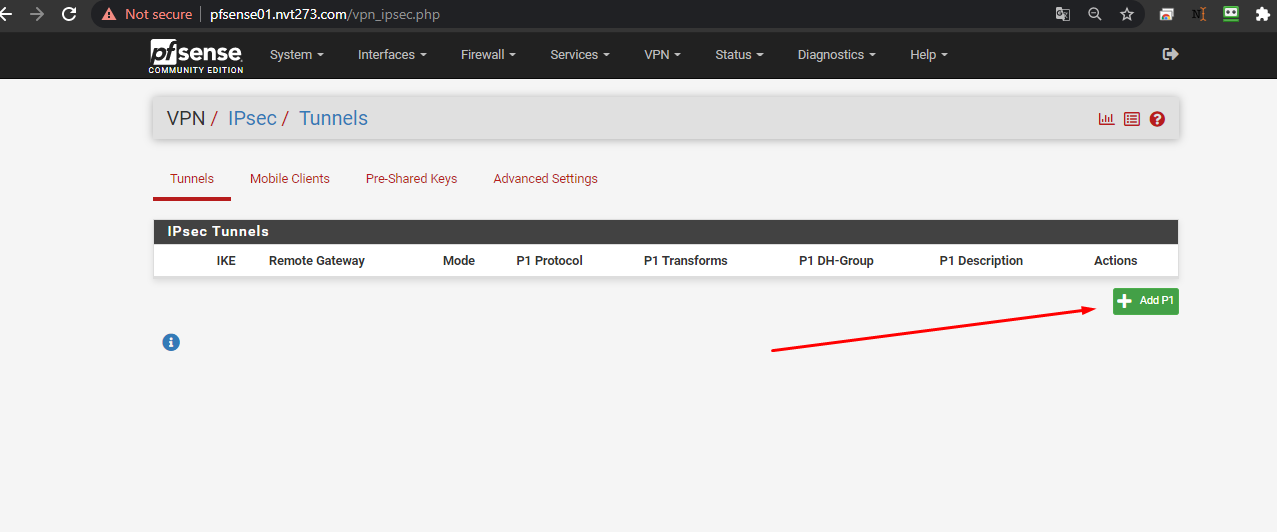 Not secure pfsense01.nvt273.com/vpn_ipsec.php
pfsense
COMMUNITY EDITION
System Interfaces Firewall Services VPN Status Diagnostics Help
VPN / IPsec / Tunnels
Tunnels Mobile Clients Pre-Shared Keys Advanced Settings
IPsec Tunnels
IKE Remote Gateway Mode P1 Protocol P1 Transforms P1 DH-Group P1 Description Actions
Add P1